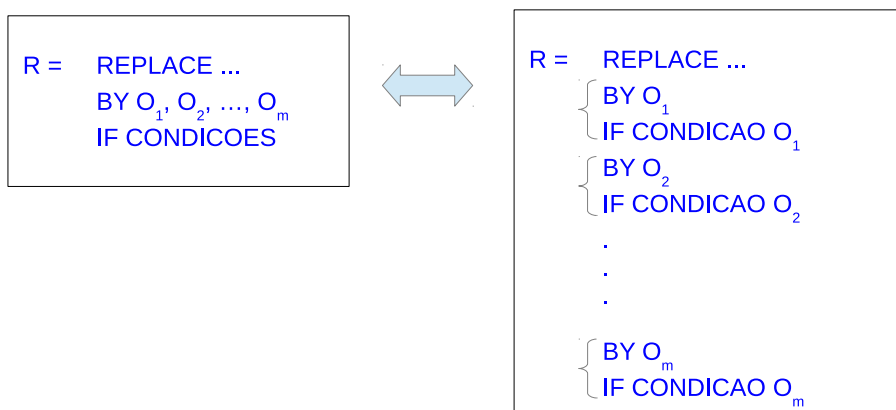 R = REPLACE ...
BY O₁, O₂, ..., Oₘ
IF CONDICOES
R = REPLACE ...
BY O₁
IF CONDICAO O₁
BY O₂
IF CONDICAO O₂
.
.
.
BY Oₘ
IF CONDICAO Oₘ